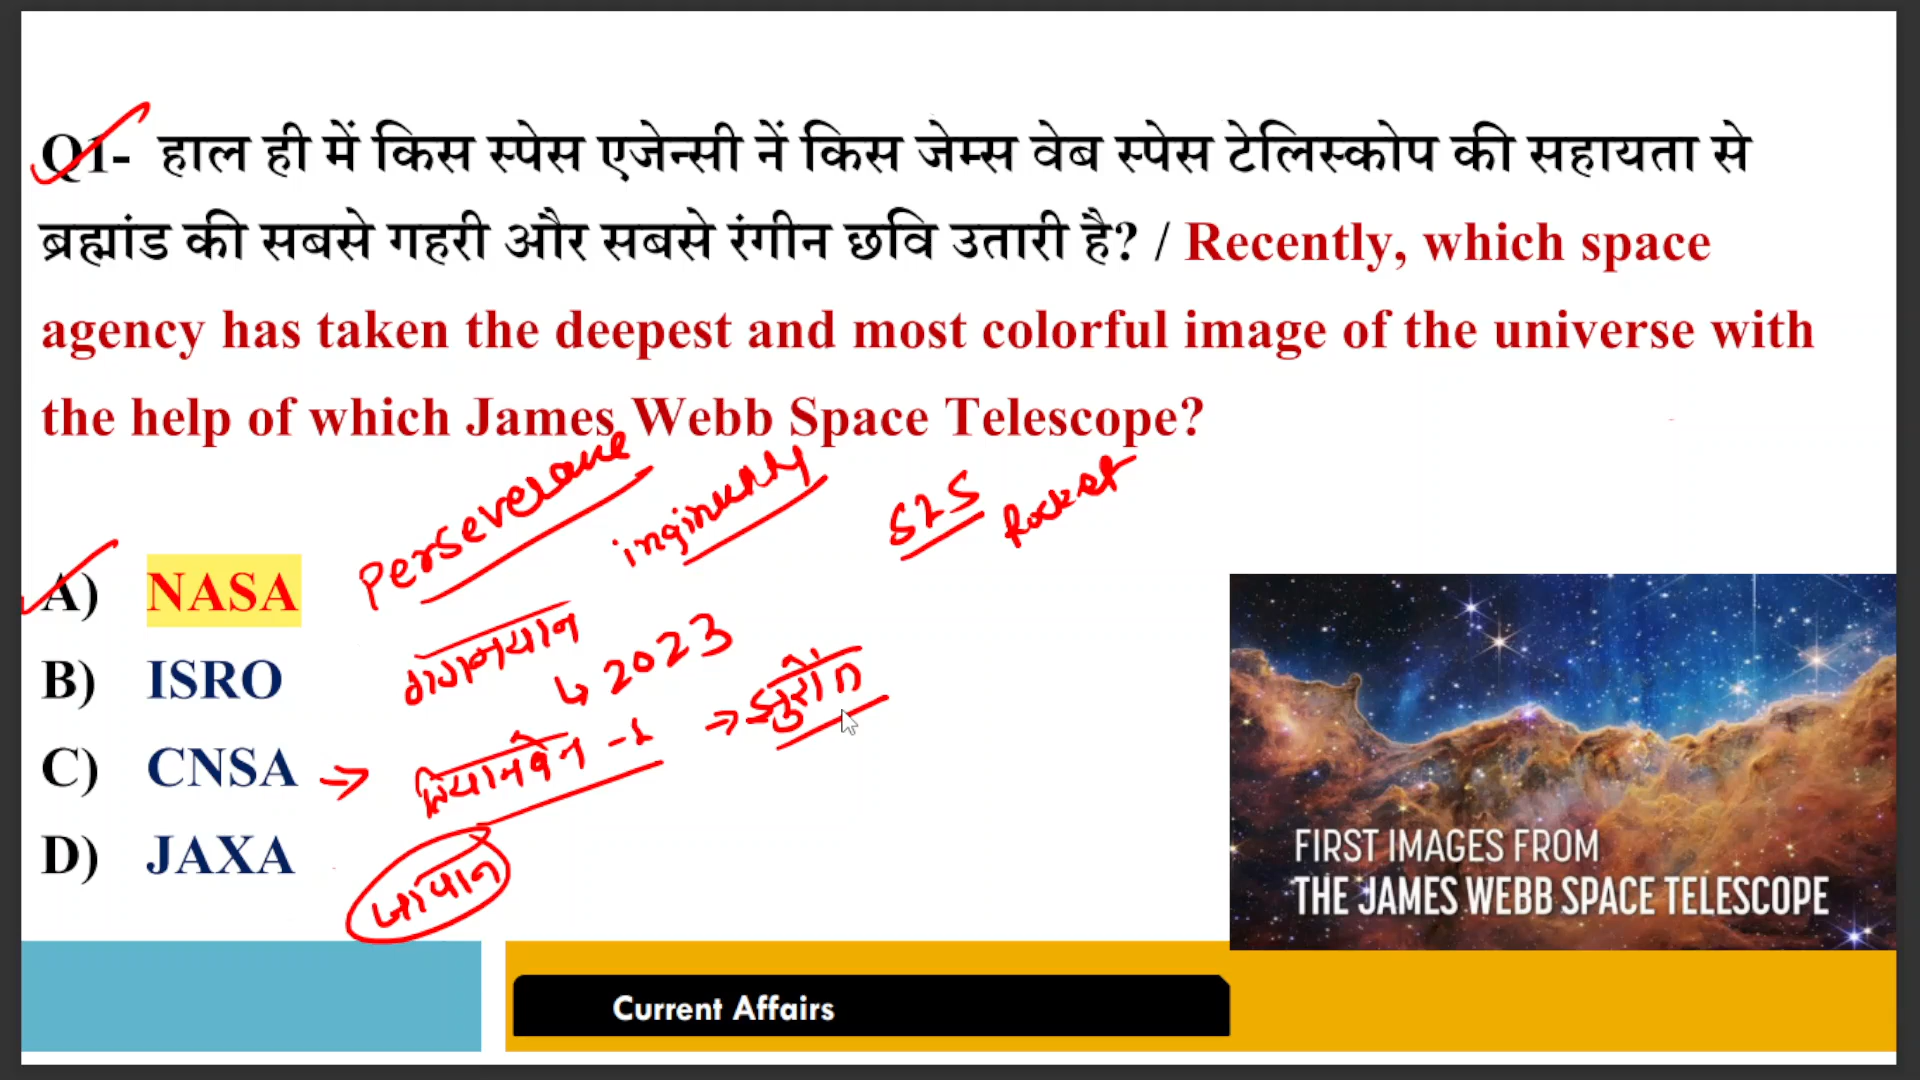 Q1- हाल ही में किस स्पेस एजेन्सी नें किस जेम्स वेब स्पेस टेलिस्कोप की सहायता से
ब्रह्मांड की सबसे गहरी और सबसे रंगीन छवि उतारी है? / Recently, which space
agency has taken the deepest and most colorful image of the universe with
the help of which James Webb Space Telescope?
Perseverance
S2S Rocket
A) NASA
गगनयान
↳ 2023
B) ISRO
C) CNSA →
D) JAXA
जापान
FIRST IMAGES FROM
THE JAMES WEBB SPACE TELESCOPE
Current Affairs